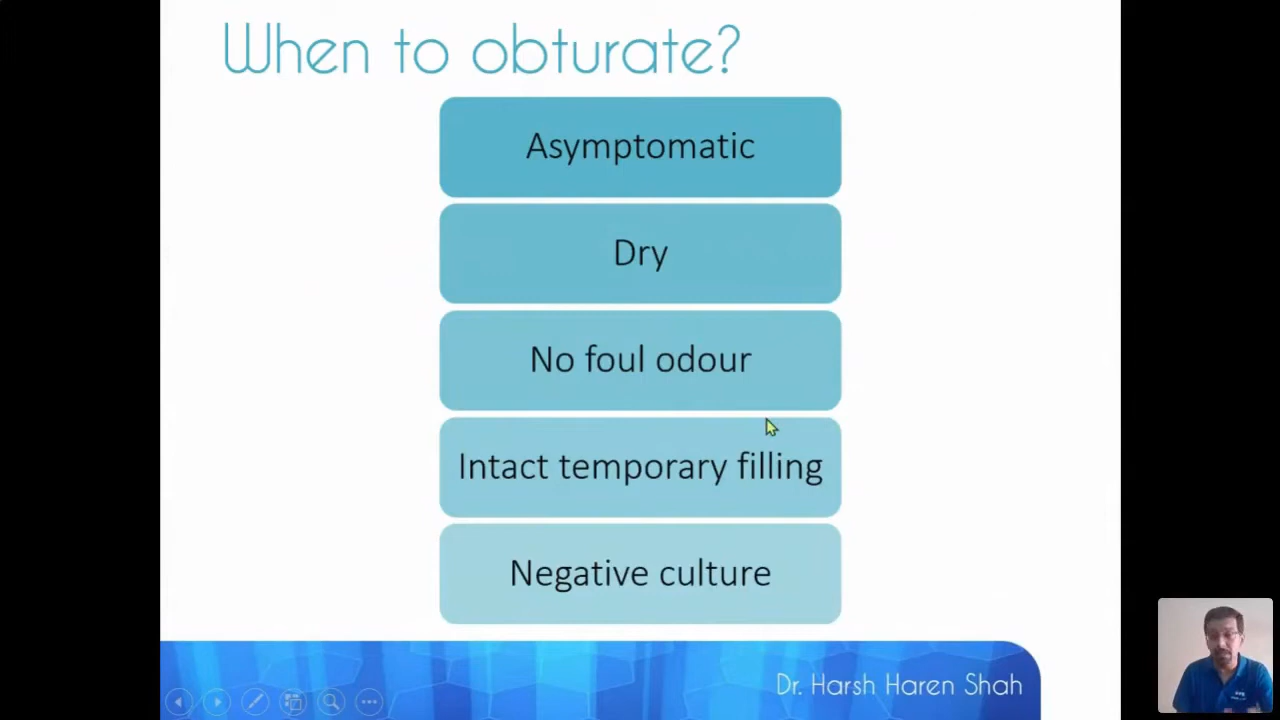 When to obturate?
Asymptomatic
Dry
No foul odour
Intact temporary filling
Negative culture
Dr. Harsh Haren Shah